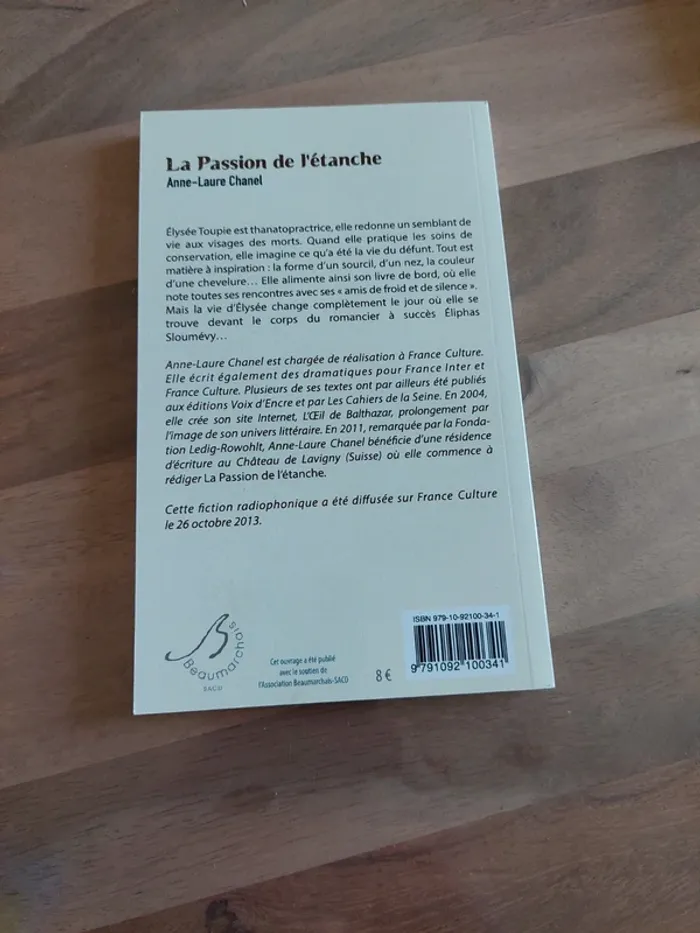 La Passion de l'étanche
Anne-Laure Chanel
Élysée Toupie est thanatopractrice, elle redonne un semblant de
vie aux visages des morts. Quand elle pratique les soins de
conservation, elle imagine ce qu'a été la vie du défunt. Tout est
matière à inspiration : la forme d'un sourcil, d'un nez, la couleur
d'une chevelure… Elle alimente ainsi son livre de bord, où elle
note toutes ses rencontres avec ses « amis de froid et de silence ».
Mais la vie d'Élysée change complètement le jour où elle se
trouve devant le corps du romancier à succès Éliphas
Sloumévy…
Anne-Laure Chanel est chargée de réalisation à France Culture.
Elle écrit également des dramatiques pour France Inter et
France Culture. Plusieurs de ses textes ont par ailleurs été publiés
aux éditions Voix d'Encre et par Les Cahiers de la Seine. En 2004,
elle crée son site Internet, L'Œil de Balthazar, prolongement par
l'image de son univers littéraire. En 2011, remarquée par la Fonda-
tion Ledig-Rowohlt, Anne-Laure Chanel bénéficie d'une résidence
d'écriture au Château de Lavigny (Suisse) où elle commence à
rédiger La Passion de l'étanche.
Cette fiction radiophonique a été diffusée sur France Culture
le 26 octobre 2013.
Beaumarchais
SACD
Cet ouvrage a été publié
avec le soutien de
l'Association Beaumarchais-SACD
8 €
ISBN 979-10-92100-34-1
9 791092 100341